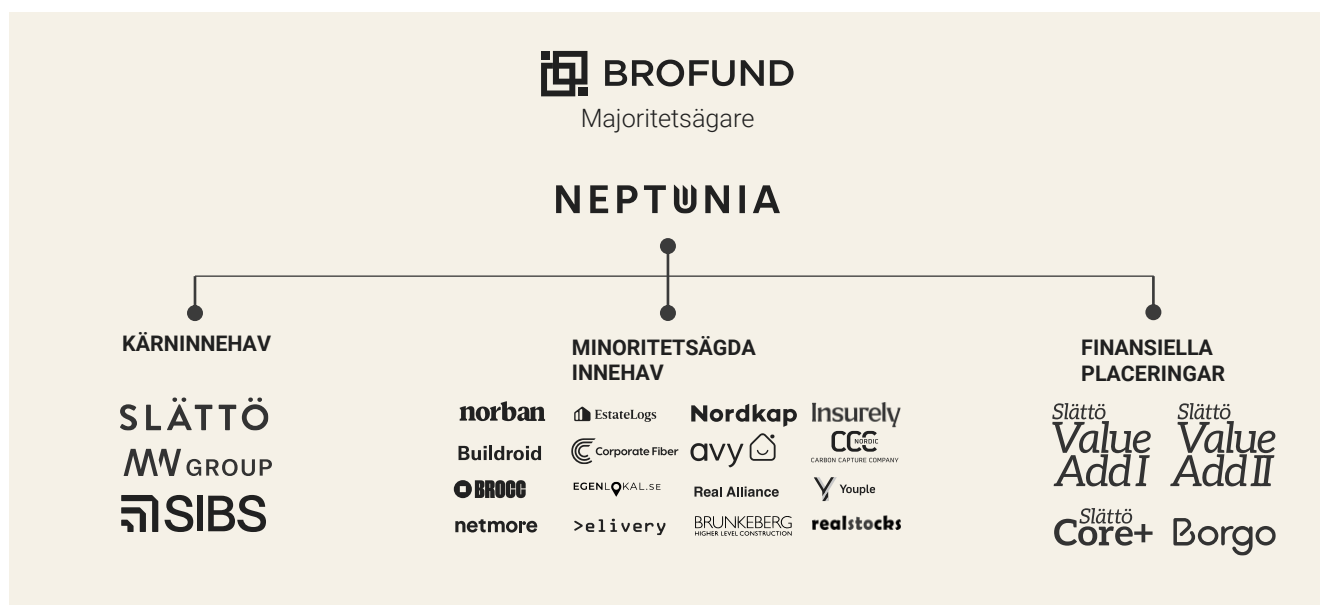 BROFUND
Majoritetsägare
NEPTUNIA
KÄRNINNEHAV
SLÄTTÖ
MW GROUP
SIBS
MINORITETSÄGDA
INNEHAV
norban EstateLogs Nordkap Insurely
Buildroid Corporate Fiber avy CCC NORDIC
CARBON CAPTURE COMPANY
BROCC EGENLOKAL.SE Real Alliance Youple
netmore >elivery BRUNKEBERG realstocks
HIGHER LEVEL CONSTRUCTION
FINANSIELLA
PLACERINGAR
Slättö Slättö
Value Value
Add I Add II
Slättö
Core+ Borgo